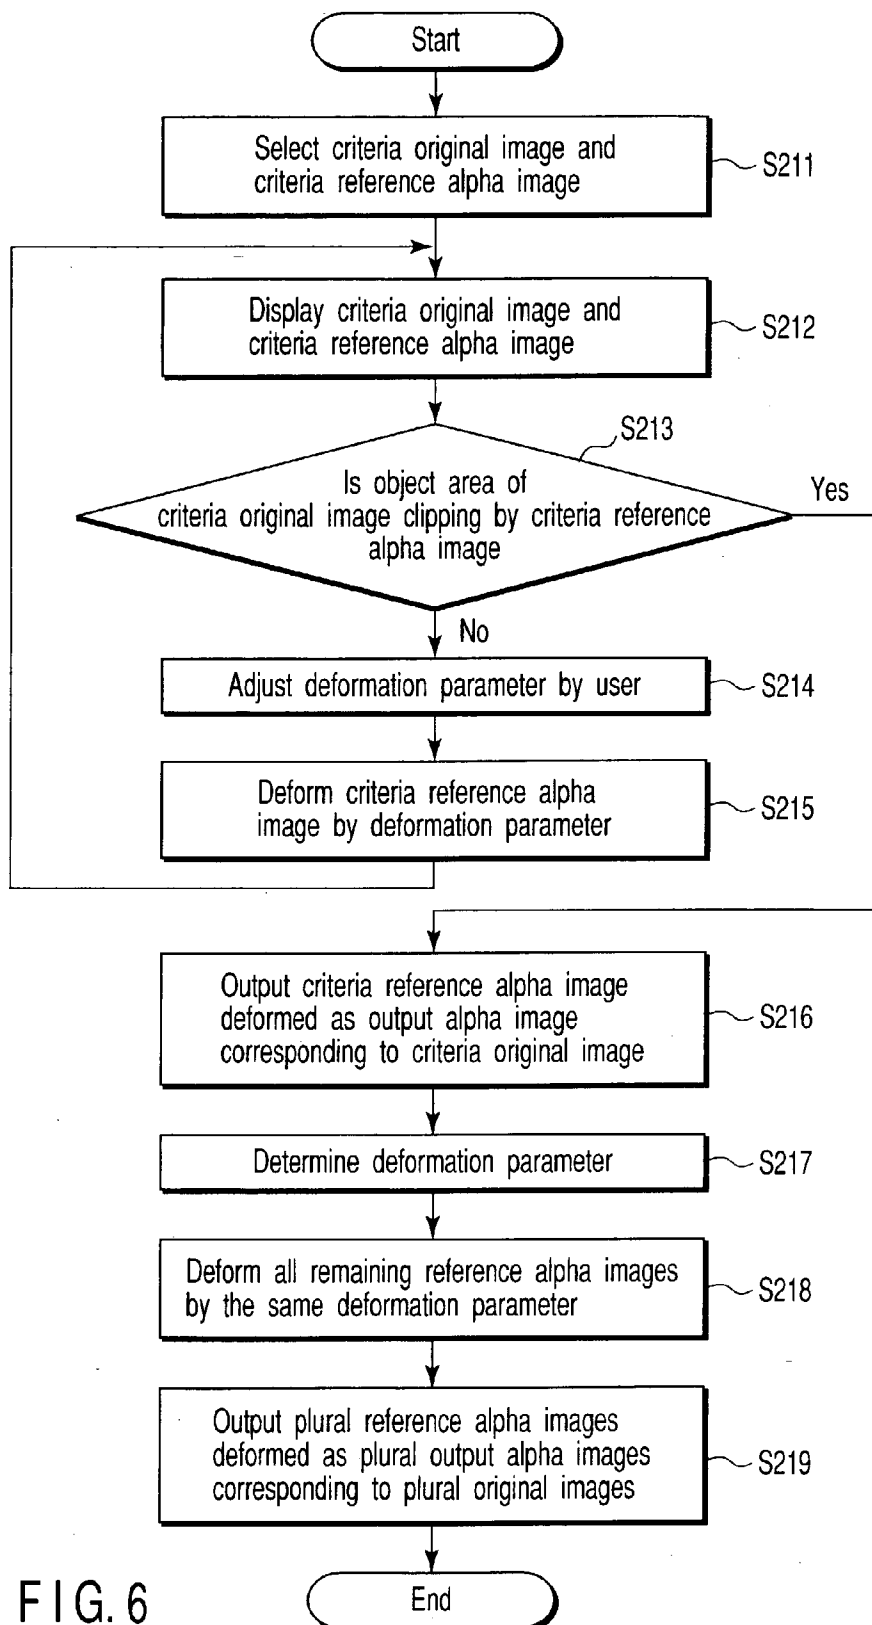 Start
Select criteria original image and
criteria reference alpha image
S211
Display criteria original image and
criteria reference alpha image
S212
S213
Is object area of
criteria original image clipping by criteria reference
alpha image
Yes
No
Adjust deformation parameter by user
S214
Deform criteria reference alpha
image by deformation parameter
S215
Output criteria reference alpha image
deformed as output alpha image
corresponding to criteria original image
S216
Determine deformation parameter
S217
Deform all remaining reference alpha images
by the same deformation parameter
S218
Output plural reference alpha images
deformed as plural output alpha images
corresponding to plural original images
S219
End
FIG. 6